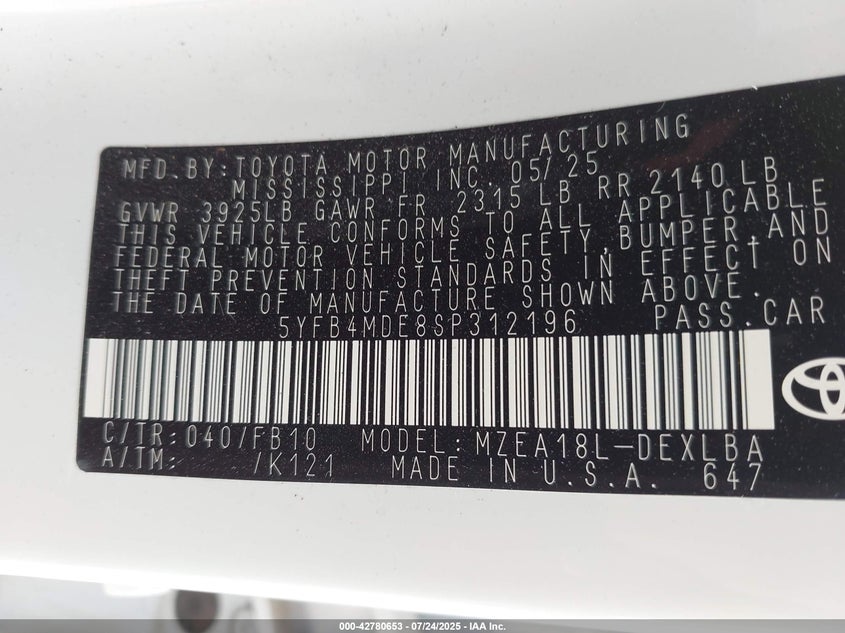 MFD.BY:TOYOTA MOTOR MANUFACTURING
MISSISSIPPI INC. 05/25
GVWR 3925LB GAWR FR 2315 LB RR 2140 LB
THIS VEHICLE CONFORMS TO ALL APPLICABLE
FEDERAL MOTOR VEHICLE SAFETY,BUMPER,AND
THEFT PREVENTION STANDARDS IN EFFECT ON
THE DATE OF MANUFACTURE SHOWN ABOVE.
5YFB4MDE8SP312196 PASS.CAR
C/TR:040/FB10 MODEL:MZEA18L-DEXLBA
A/TM: /K121 MADE IN U.S.A. 647
000-42780653 - 07/24/2025 - IAA Inc.